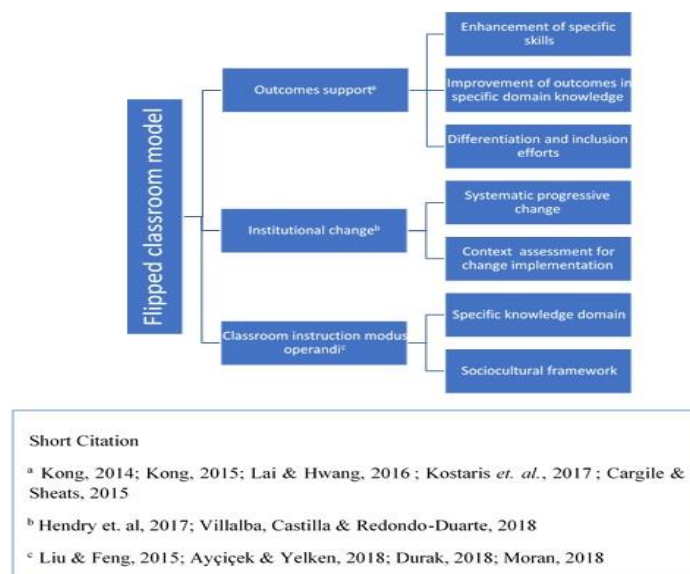 Flipped classroom model
Outcomes supportᵃ
Enhancement of specific
skills
Improvement of outcomes in
specific domain knowledge
Differentiation and inclusion
efforts
Institutional changeᵇ
Systematic progressive
change
Context assessment for
change implementation
Classroom instruction modus
operandiᶜ
Specific knowledge domain
Sociocultural framework
Short Citation
ᵃ Kong, 2014; Kong, 2015; Lai & Hwang, 2016 ; Kostaris et. al., 2017 ; Cargile &
Sheats, 2015
ᵇ Hendry et. al, 2017; Villalba, Castilla & Redondo-Duarte, 2018
ᶜ Liu & Feng, 2015; Ayçiçek & Yelken, 2018; Durak, 2018; Moran, 2018